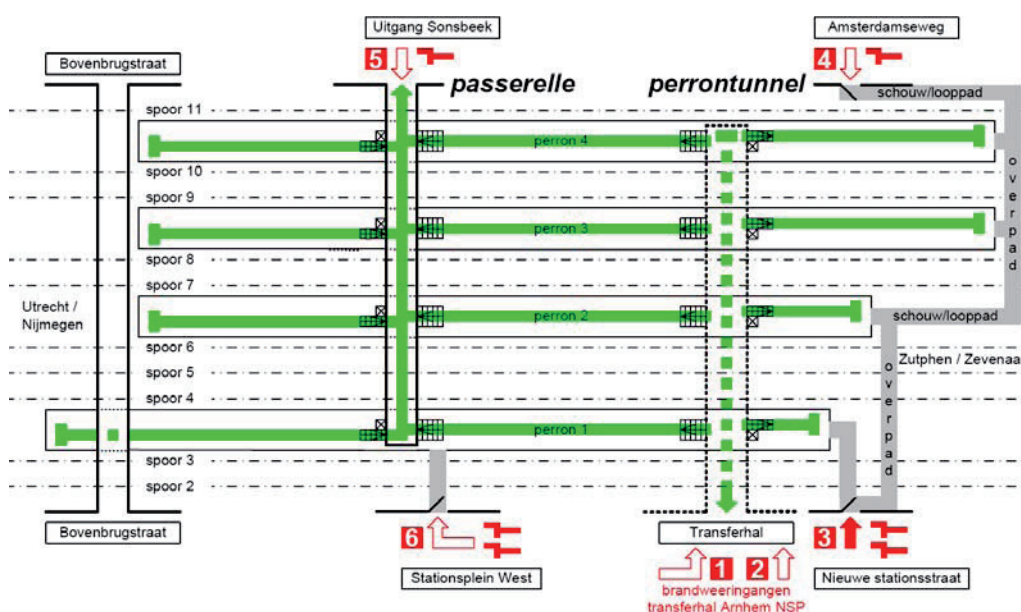 Uitgang Sonsbeek
Amsterdamseweg
5
4
Bovenbrugstraat
passerelle
perrontunnel
schouw/looppad
spoor 11
perron 4
spoor 10
spoor 9
perron 3
spoor 8
spoor 7
overpad
Utrecht /
Nijmegen
perron 2
schouw/looppad
spoor 6
spoor 5
Zutphen / Zevenaa
spoor 4
overpad
perron 1
spoor 3
spoor 2
Bovenbrugstraat
6
Transferhal
3
Stationsplein West
1
2
Nieuwe stationsstraat
brandweeringangen
transferhal Arnhem NSP